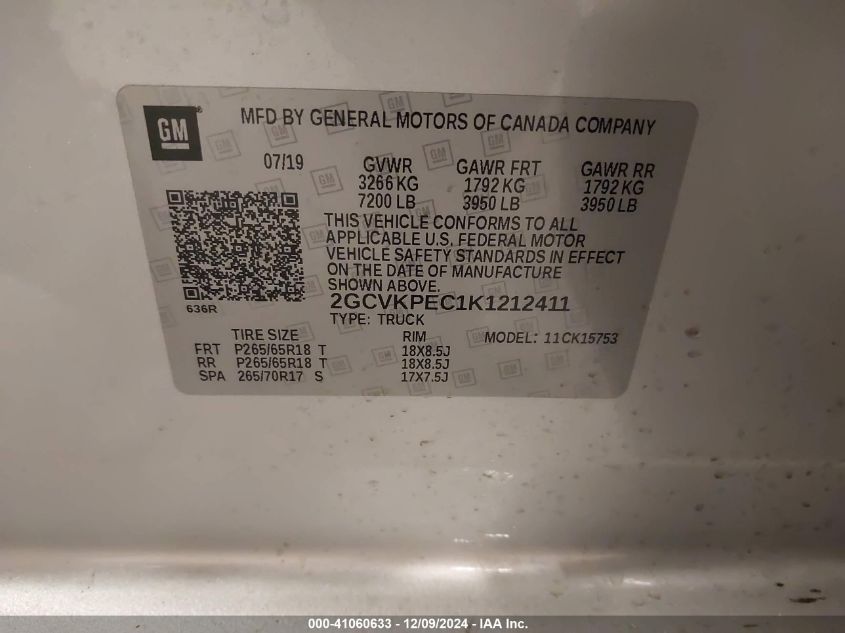 GM
MFD BY GENERAL MOTORS OF CANADA COMPANY
07/19 GVWR GAWR FRT GAWR RR
3266 KG 1792 KG 1792 KG
7200 LB 3950 LB 3950 LB
THIS VEHICLE CONFORMS TO ALL
APPLICABLE U.S. FEDERAL MOTOR
VEHICLE SAFETY STANDARDS IN EFFECT
ON THE DATE OF MANUFACTURE
SHOWN ABOVE.
636R 2GCVKPEC1K1212411
TYPE: TRUCK
TIRE SIZE RIM MODEL: 11CK15753
FRT P265/65R18 T 18X8.5J
RR P265/65R18 T 18X8.5J
SPA 265/70R17 S 17X7.5J
000-41060633 - 12/09/2024 - IAA Inc.